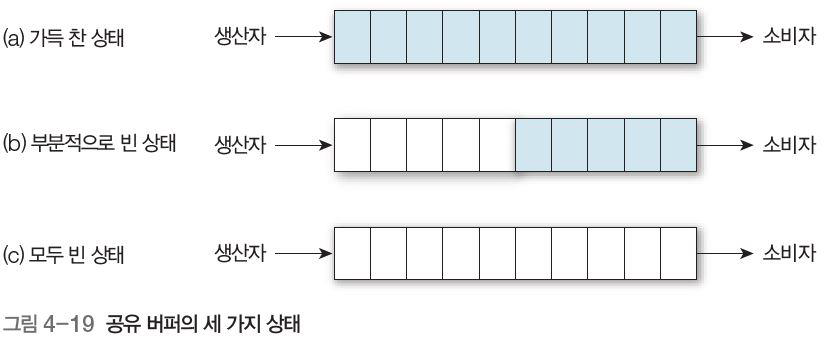 (a) 가득 찬 상태 생산자 소비자
(b) 부분적으로 빈 상태 생산자 소비자
(c) 모두 빈 상태 생산자 소비자
그림 4-19 공유 버퍼의 세 가지 상태